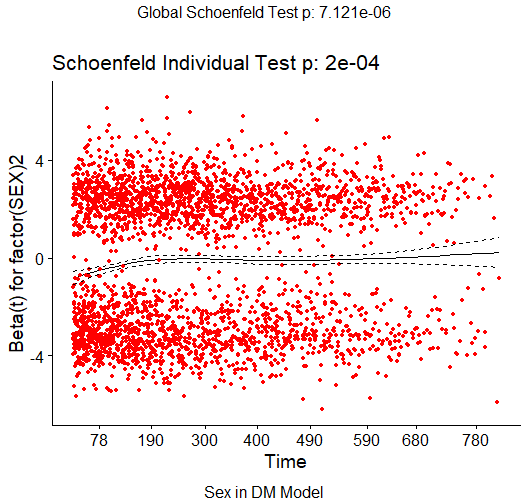 Global Schoenfeld Test p: 7.121e-06
Schoenfeld Individual Test p: 2e-04
Beta(t) for factor(SEX)2
4
0
-4
78 190 300 400 490 590 680 780
Time
Sex in DM Model